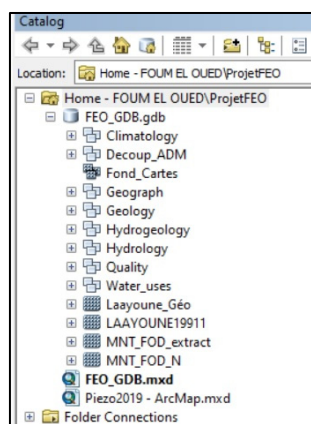 Catalog
Location: Home - FOUM EL OUED\ProjetFEO
Home - FOUM EL OUED\ProjetFEO
FEO_GDB.gdb
Climatology
Decoup_ADM
Fond_Cartes
Geograph
Geology
Hydrogeology
Hydrology
Quality
Water_uses
Laayoune_Géo
LAAYOUNE19911
MNT_FOD_extract
MNT_FOD_N
FEO_GDB.mxd
Piezo2019 - ArcMap.mxd
Folder Connections